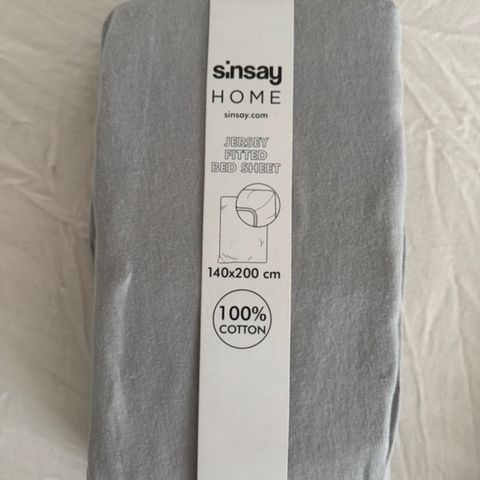 sinsay
HOME
sinsay.com
JERSEY
FITTED
BED SHEET
140x200 cm
100%
COTTON